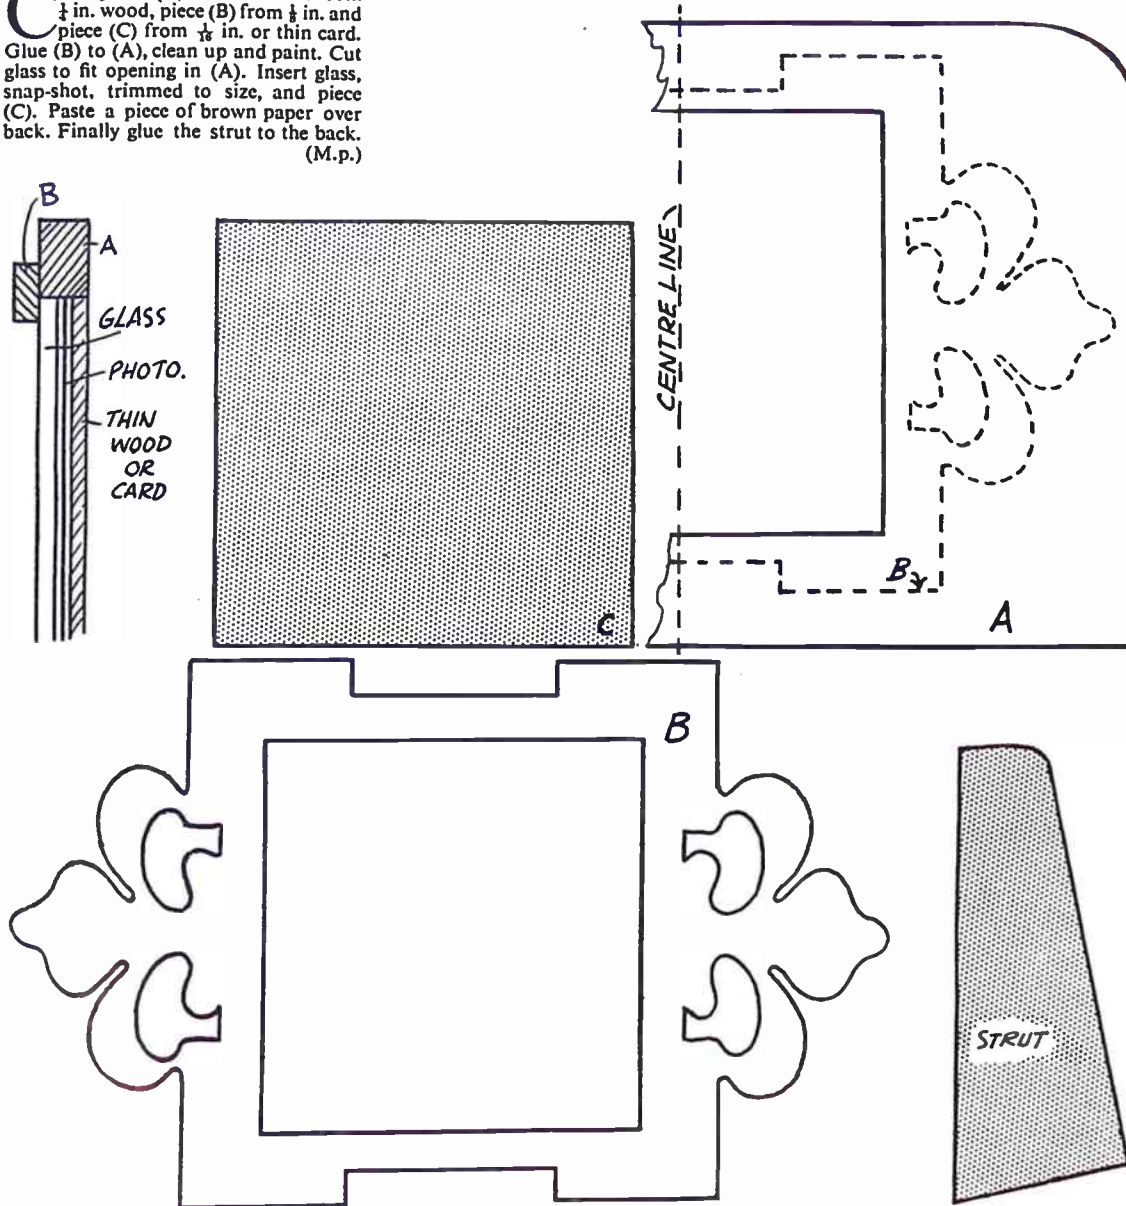 C
¼ in. wood, piece (B) from ⅛ in. and
piece (C) from 1/16 in. or thin card.
Glue (B) to (A), clean up and paint. Cut
glass to fit opening in (A). Insert glass,
snap-shot, trimmed to size, and piece
(C). Paste a piece of brown paper over
back. Finally glue the strut to the back.
(M.p.)
B
A
GLASS
PHOTO.
THIN
WOOD
OR
CARD
C
CENTRE LINE
B
A
B
STRUT